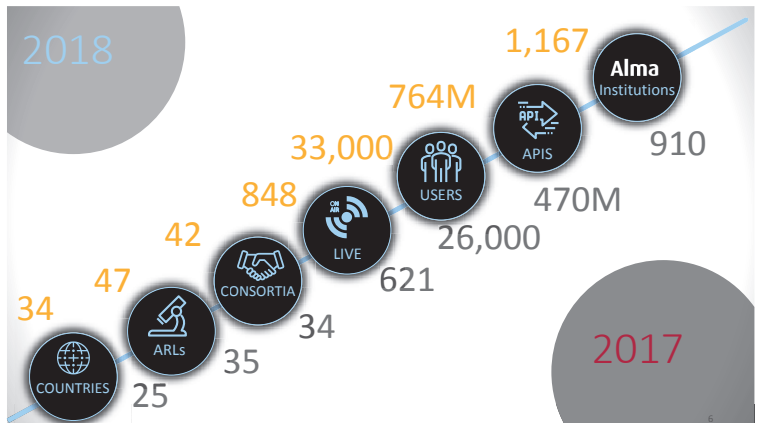 2018
1,167
Alma
Institutions
910
764M
API
APIS
470M
33,000
USERS
26,000
848
ON
AIR
LIVE
621
42
CONSORTIA
34
47
ARLs
35
34
COUNTRIES
25
2017
6